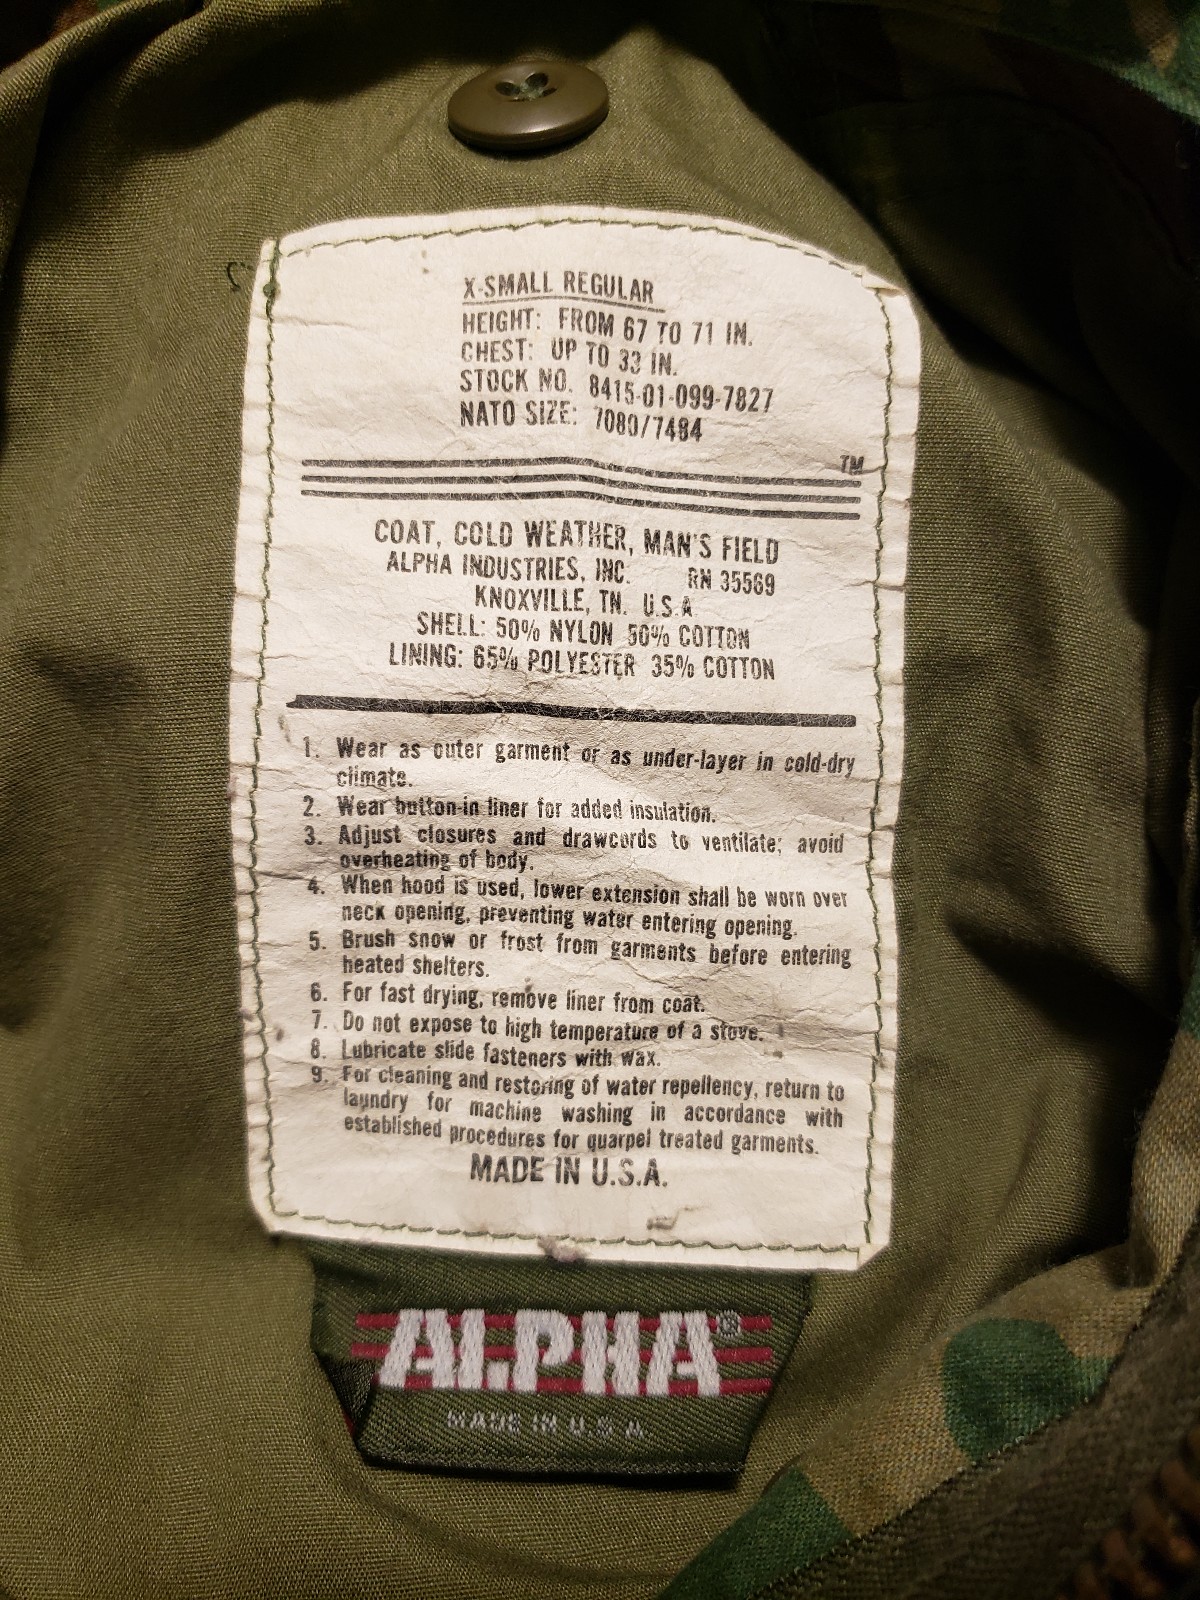 X-SMALL REGULAR
HEIGHT: FROM 67 TO 71 IN.
CHEST: UP TO 33 IN.
STOCK NO. 8415-01-099-7827
NATO SIZE: 7080/7484
TM
COAT, COLD WEATHER, MAN'S FIELD
ALPHA INDUSTRIES, INC. RN 35569
KNOXVILLE, TN. U.S.A
SHELL: 50% NYLON 50% COTTON
LINING: 65% POLYESTER 35% COTTON
1. Wear as outer garment or as under-layer in cold-dry
climate.
2. Wear button-in liner for added insulation.
3. Adjust closures and drawcords to ventilate; avoid
overheating of body.
4. When hood is used, lower extension shall be worn over
neck opening, preventing water entering opening.
5. Brush snow or frost from garments before entering
heated shelters.
6. For fast drying, remove liner from coat.
7. Do not expose to high temperature of a stove.
8. Lubricate slide fasteners with wax.
9. For cleaning and restoring of water repellency, return to
laundry for machine washing in accordance with
established procedures for quarpel treated garments.
MADE IN U.S.A.
ALPHA®
MADE IN U.S.A.